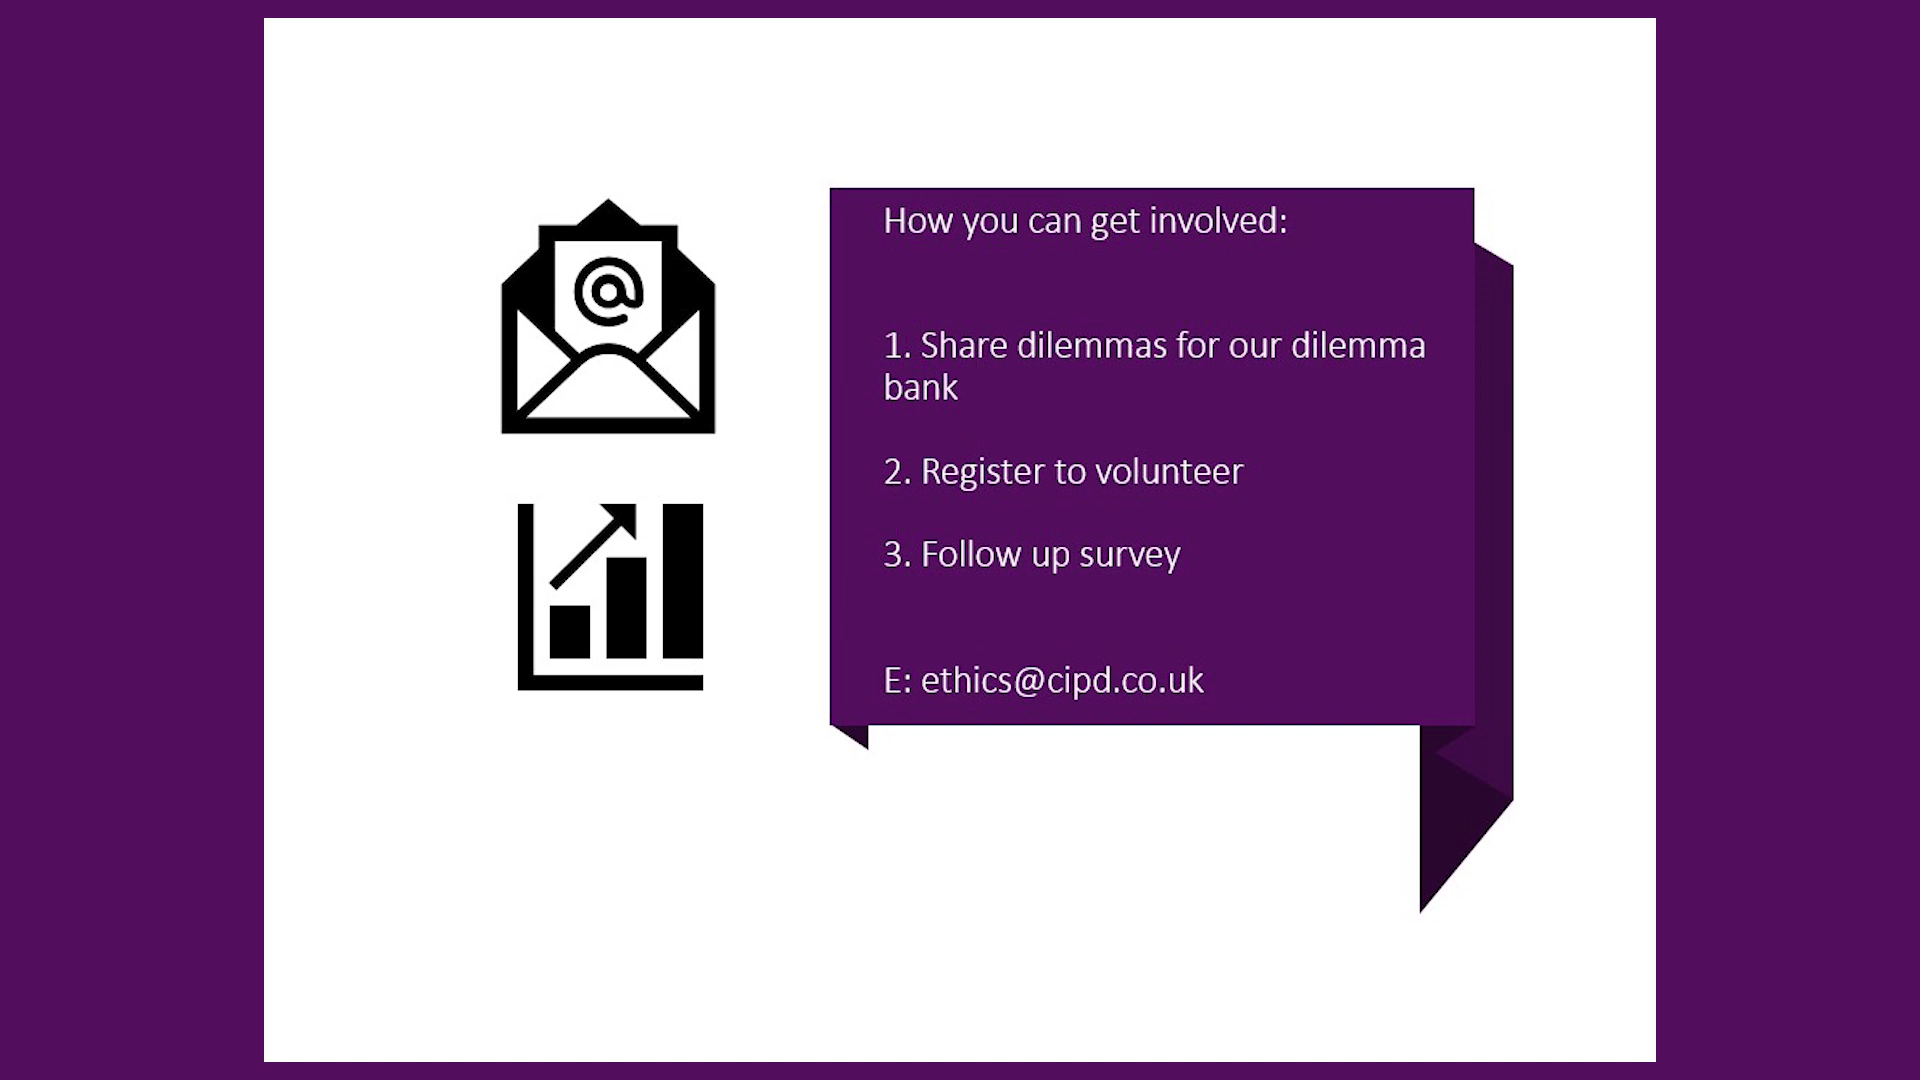 @
How you can get involved:
1. Share dilemmas for our dilemma
bank
2. Register to volunteer
3. Follow up survey
E: ethics@cipd.co.uk